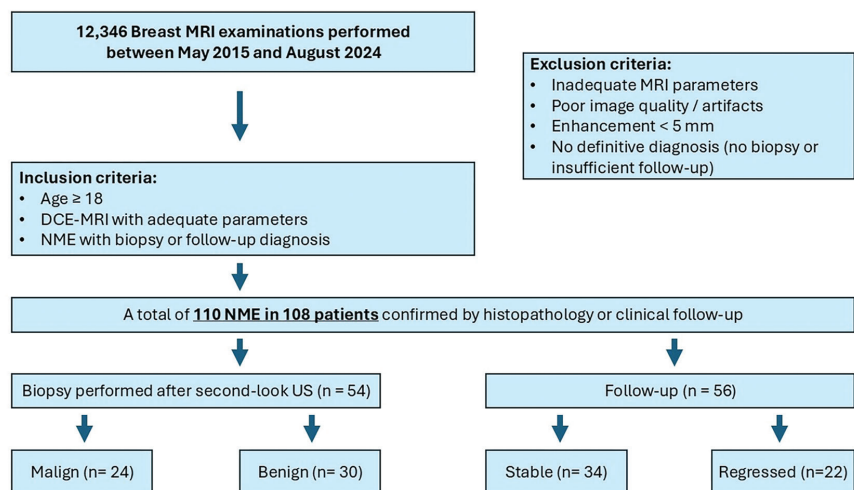 12,346 Breast MRI examinations performed
between May 2015 and August 2024
Exclusion criteria:
• Inadequate MRI parameters
• Poor image quality / artifacts
• Enhancement < 5 mm
• No definitive diagnosis (no biopsy or
insufficient follow-up)
Inclusion criteria:
• Age ≥ 18
• DCE-MRI with adequate parameters
• NME with biopsy or follow-up diagnosis
A total of 110 NME in 108 patients confirmed by histopathology or clinical follow-up
Biopsy performed after second-look US (n = 54)
Follow-up (n = 56)
Malign (n= 24)
Benign (n= 30)
Stable (n= 34)
Regressed (n=22)